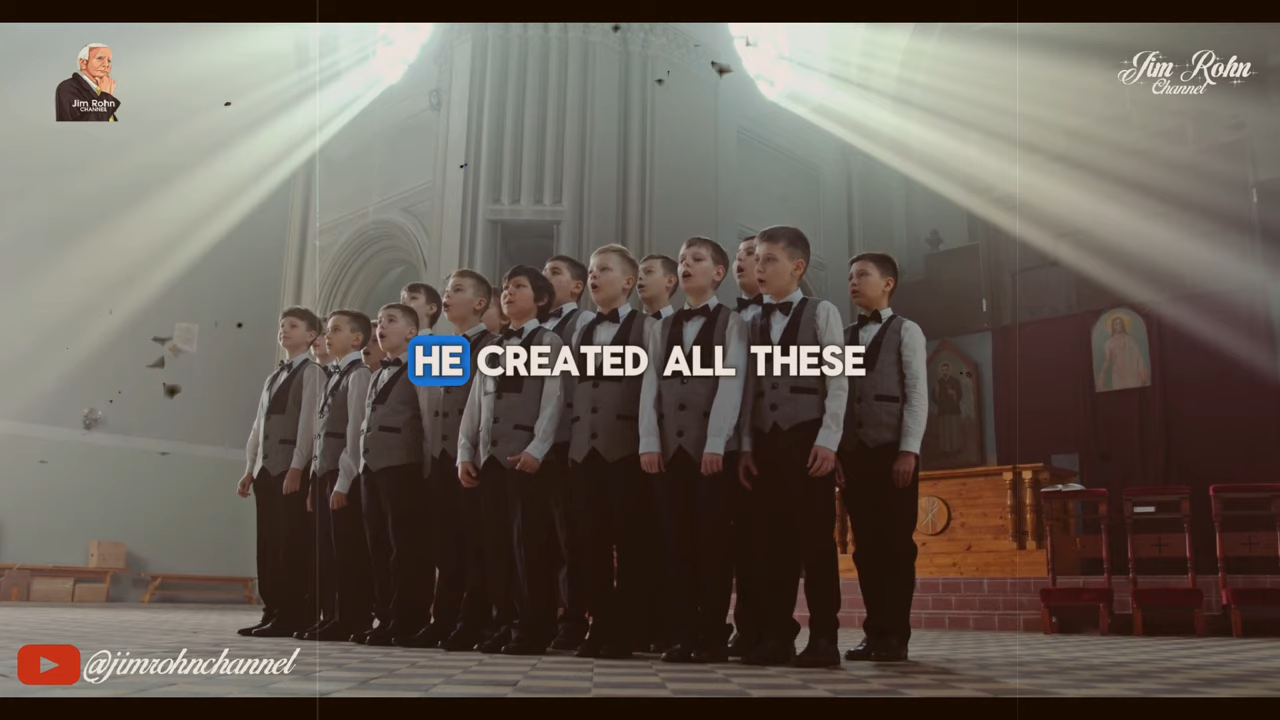 Jim Rohn
CHANNEL
Jim Rohn
Channel
HE CREATED ALL THESE
@jimrohnchannel